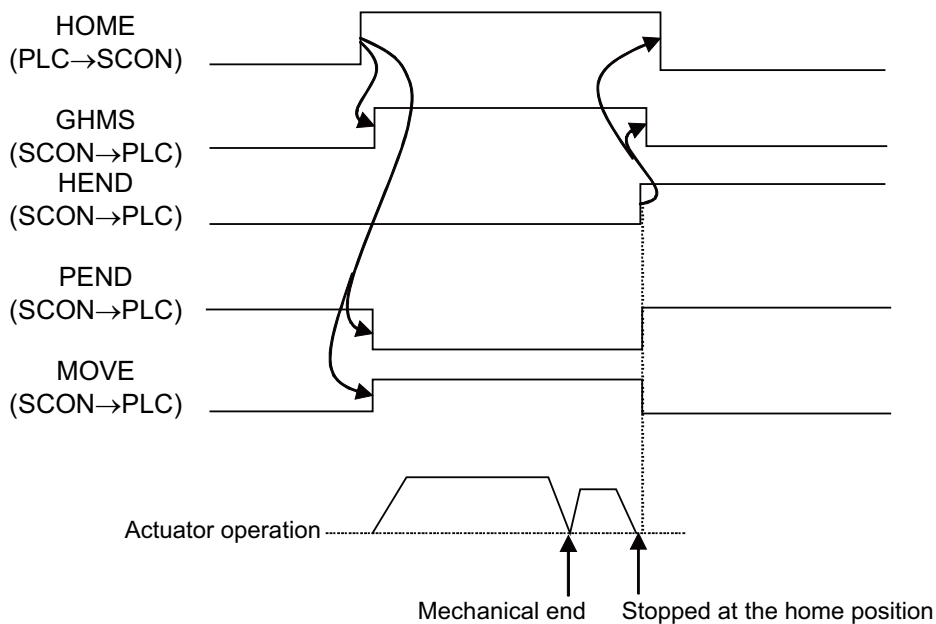 HOME
(PLC→SCON)
GHMS
(SCON→PLC)
HEND
(SCON→PLC)
PEND
(SCON→PLC)
MOVE
(SCON→PLC)
Actuator operation
Mechanical end
Stopped at the home position